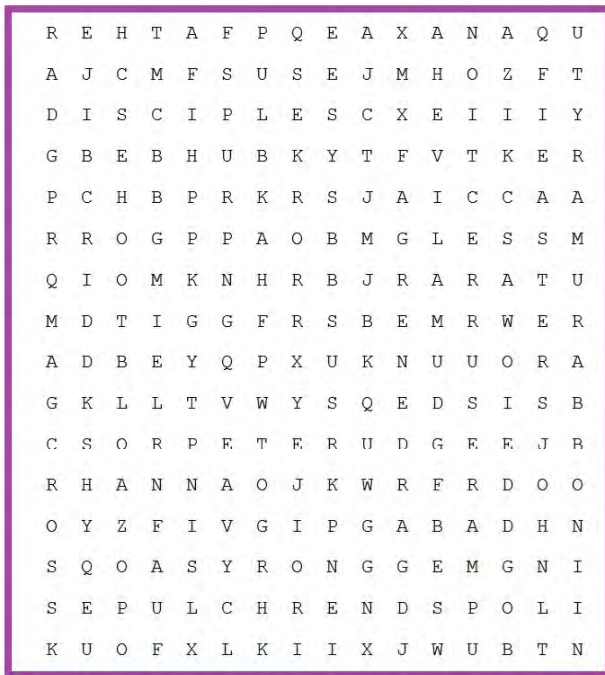 R E H T A F P Q E A X A N A Q U
A J C M F S U S E J M H O Z F T
D I S C I P L E S C X E I I I Y
G B E B H U B K Y T F V T K E R
P C H B P R K R S J A I C C A A
R R O G P P A O B M G L E S S M
Q I O M K N H R B J R A R A T U
M D T I G G F R S B E M R W E R
A D B E Y Q P X U K N U U O R A
G K L L T V W Y S Q E D S I S B
C S O R P E T E R U D G E E J B
R H A N N A O J K W R F R D O O
O Y Z F I V G I P G A B A D H N
S Q O A S Y R O N G G E M G N I
S E P U L C H R E N D S P O L I
K U O F X L K I I X J W U B T N